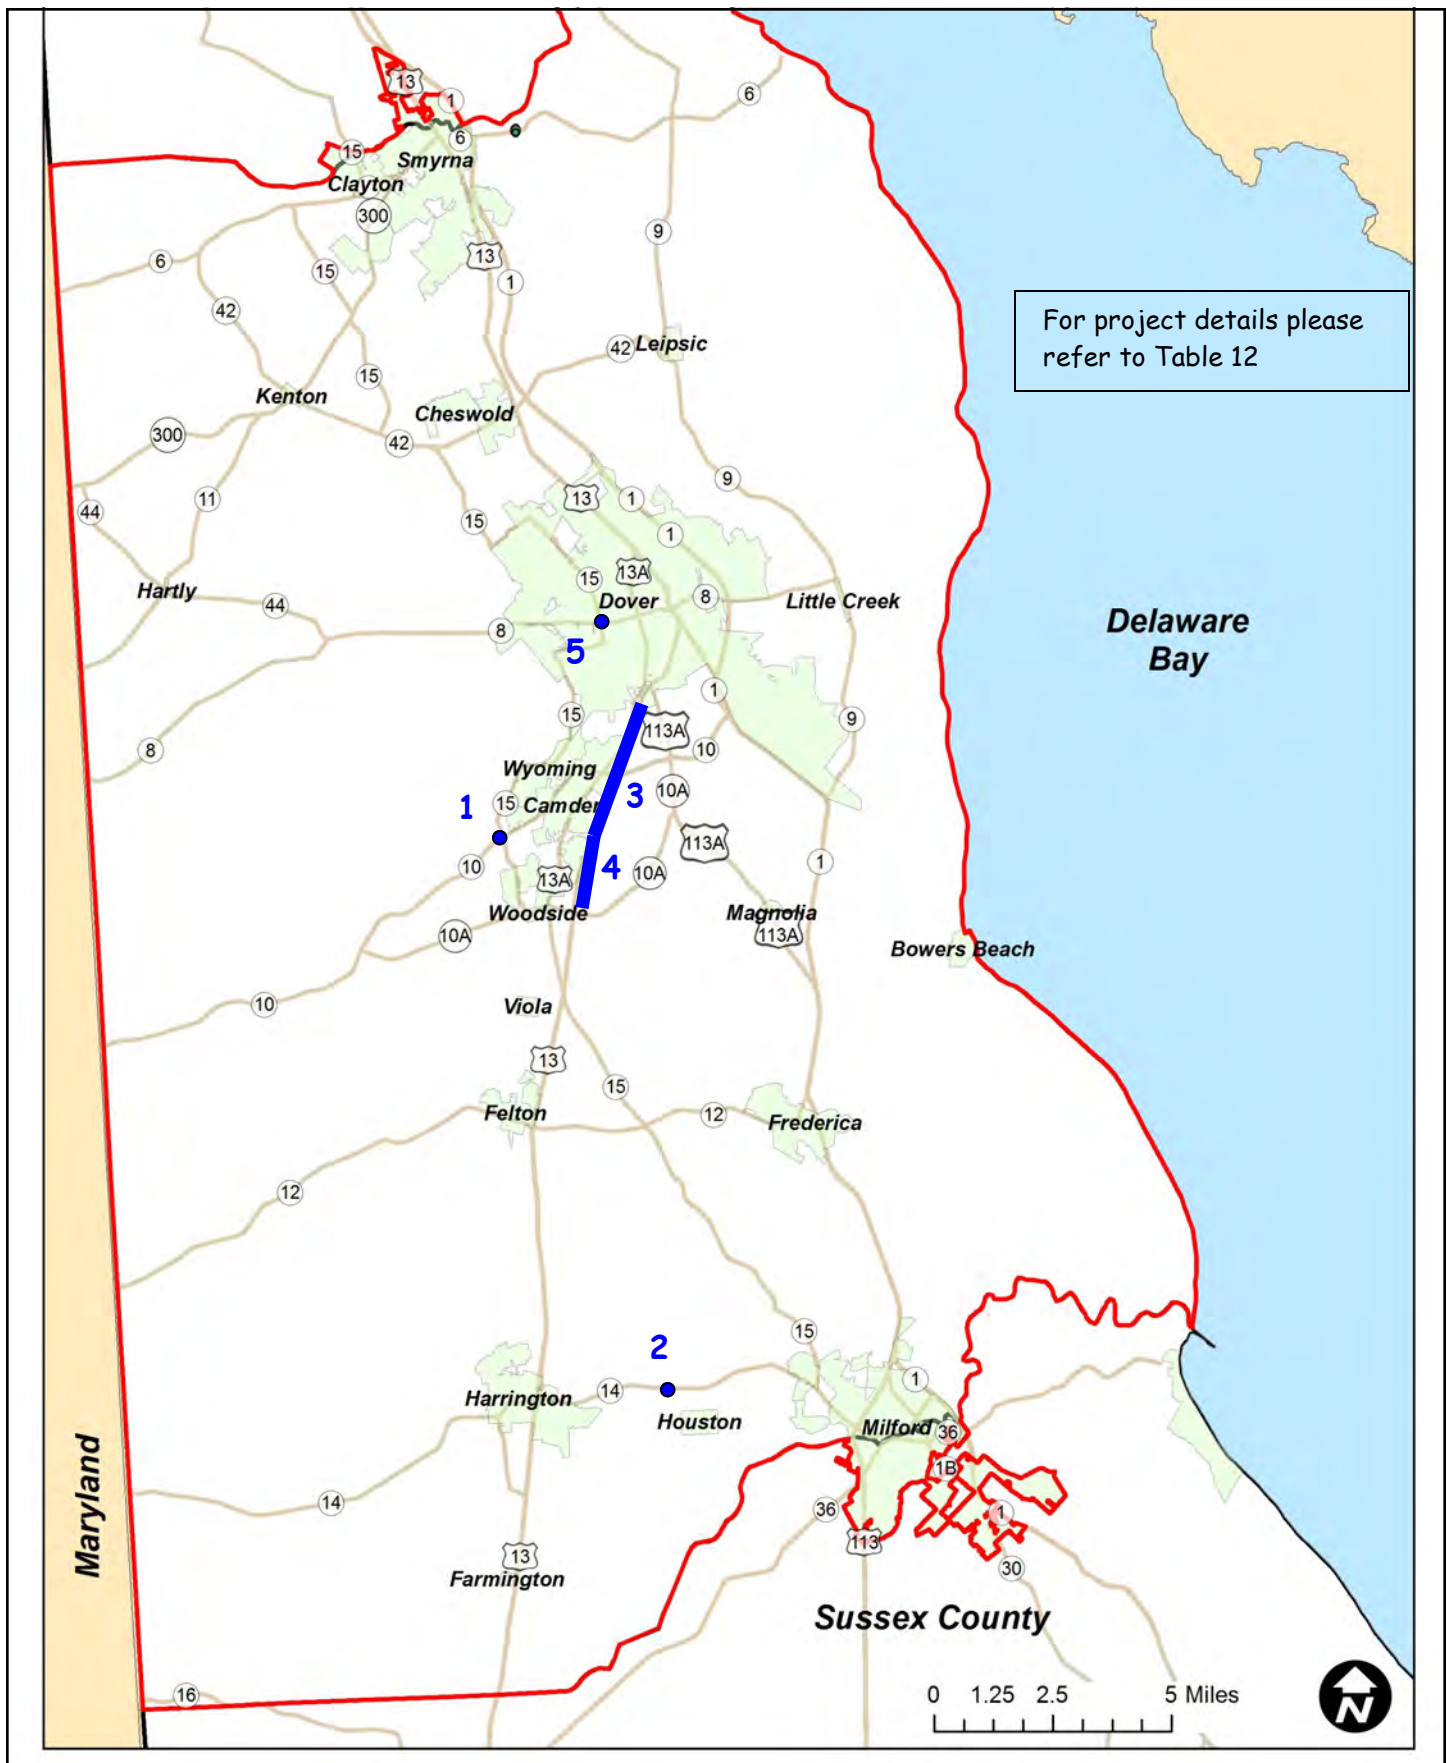 13
1
6
6
15
Smyrna
Clayton
300
9
13
6
15
1
42
For project details please
refer to Table 12
42 Leipsic
15
Kenton
Cheswold
300
42
9
13
1
11
44
15
1
13A
15
Hartly
44
8
Dover
Little Creek
8
5
Delaware
Bay
1
15
9
113A
8
10
Wyoming
10A
3
1
15
Camden
113A
1
10
4
10A
13A
Woodside
Magnolia
10A
113A
Bowers Beach
10
Viola
13
15
Felton
12
Frederica
12
15
2
1
14
Harrington
Houston
Milford
36
1B
Maryland
14
36
1
113
13
30
Farmington
Sussex County
16
0 1.25 2.5 5 Miles
N